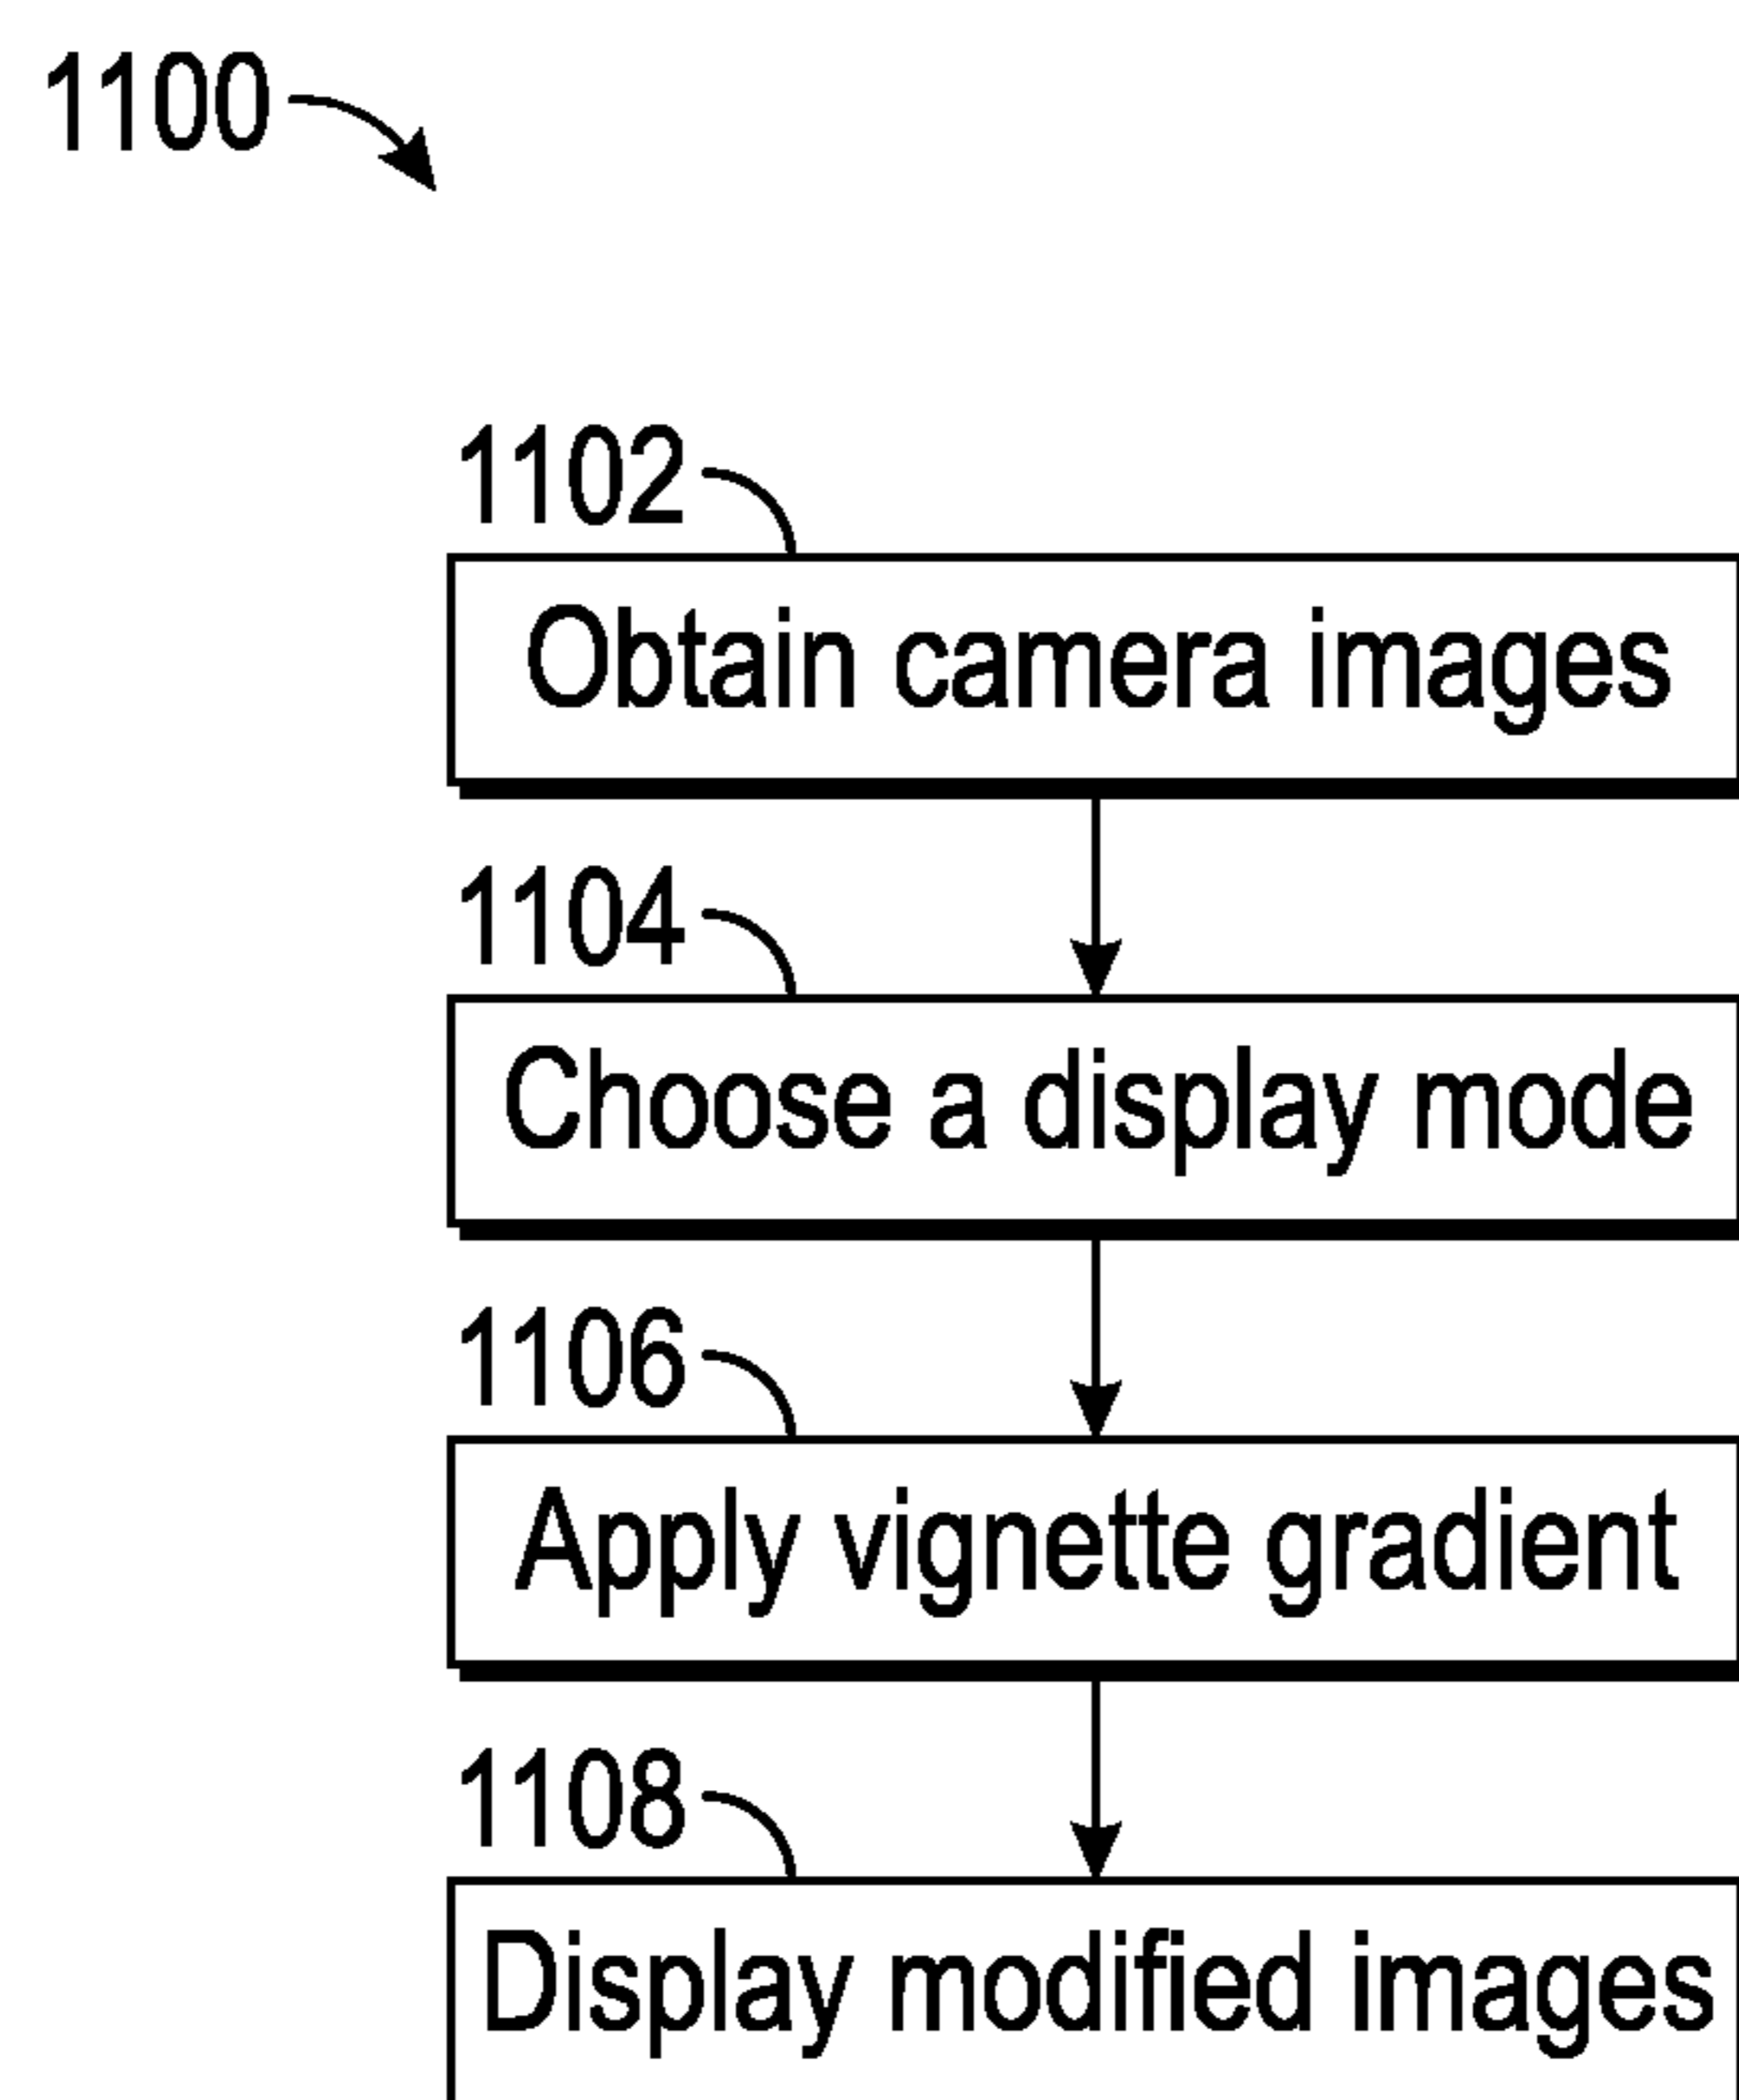 1100
1102
Obtain camera images
1104
Choose a display mode
1106
Apply vignette gradient
1108
Display modified images